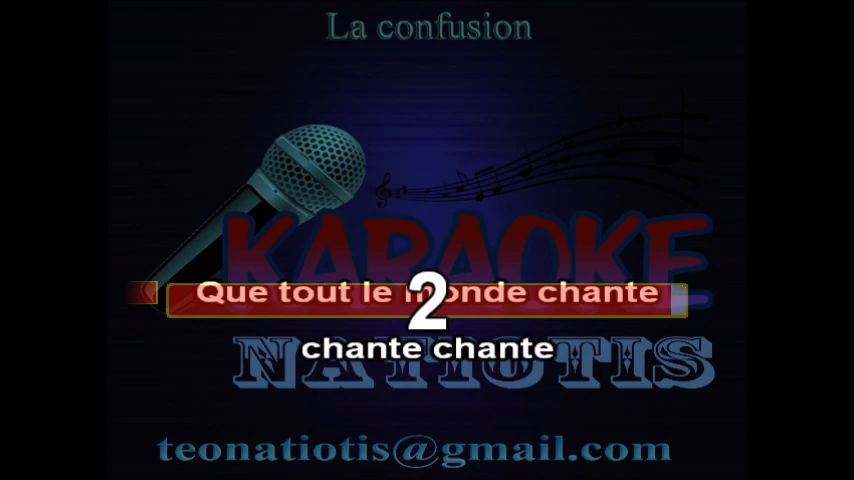 La confusion
KARAOKE
Que tout le monde chante
2
chante chante
NATIOTIS
teonatiotis@gmail.com